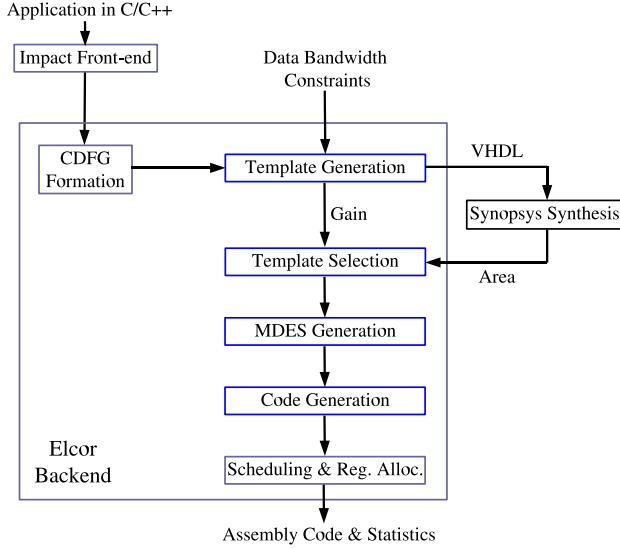 Application in C/C++
Impact Front-end
Data Bandwidth
Constraints
CDFG
Formation
Template Generation
VHDL
Gain
Synopsys Synthesis
Template Selection
Area
MDES Generation
Code Generation
Elcor
Backend
Scheduling & Reg. Alloc.
Assembly Code & Statistics